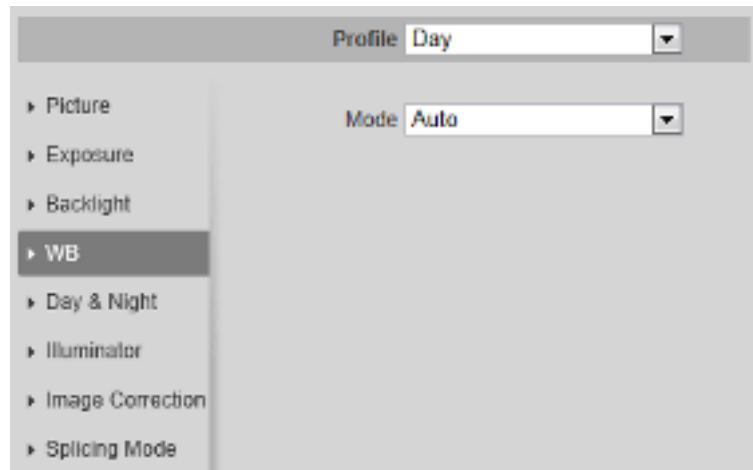 Profile Day
Mode Auto
Picture
Exposure
Backlight
WB
Day & Night
Illuminator
Image Correction
Splicing Mode